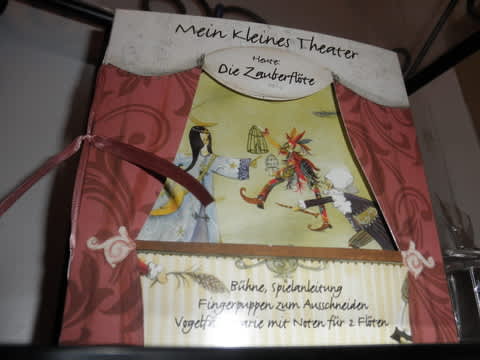 Mein Kleines Theater
Heute:
Die Zauberflöte
Bühne, Spielanleitung
Fingerpuppen zum Ausschneiden
mit Noten für 2 Flöten